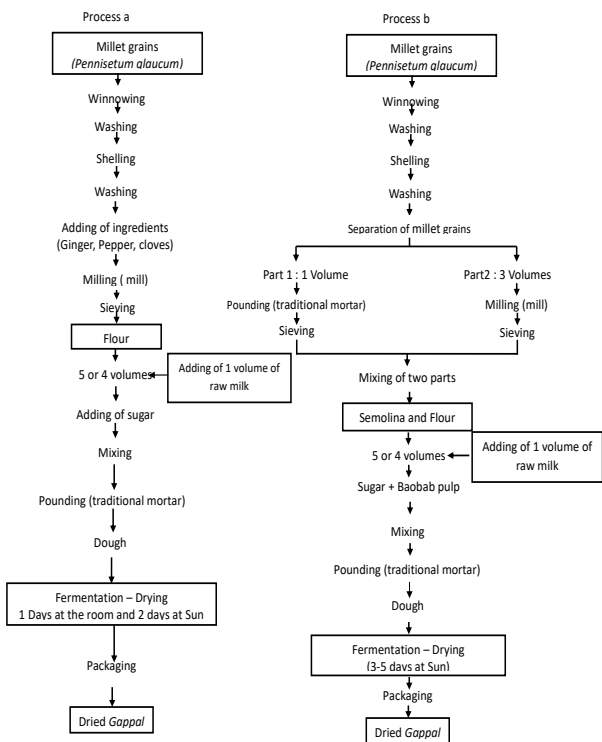 Process a
Millet grains
(Pennisetum glaucum)
Winnowing
Washing
Shelling
Washing
Adding of ingredients
(Ginger, Pepper, cloves)
Milling ( mill)
Sieving
Flour
5 or 4 volumes
Adding of 1 volume of
raw milk
Adding of sugar
Mixing
Pounding (traditional mortar)
Dough
Fermentation – Drying
1 Days at the room and 2 days at Sun
Packaging
Dried Gappal
Process b
Millet grains
(Pennisetum glaucum)
Winnowing
Washing
Shelling
Washing
Separation of millet grains
Part 1 : 1 Volume
Pounding (traditional mortar)
Sieving
Part2 : 3 Volumes
Milling (mill)
Sieving
Mixing of two parts
Semolina and Flour
5 or 4 volumes
Adding of 1 volume of
raw milk
Sugar + Baobab pulp
Mixing
Pounding (traditional mortar)
Dough
Fermentation – Drying
(3-5 days at Sun)
Packaging
Dried Gappal